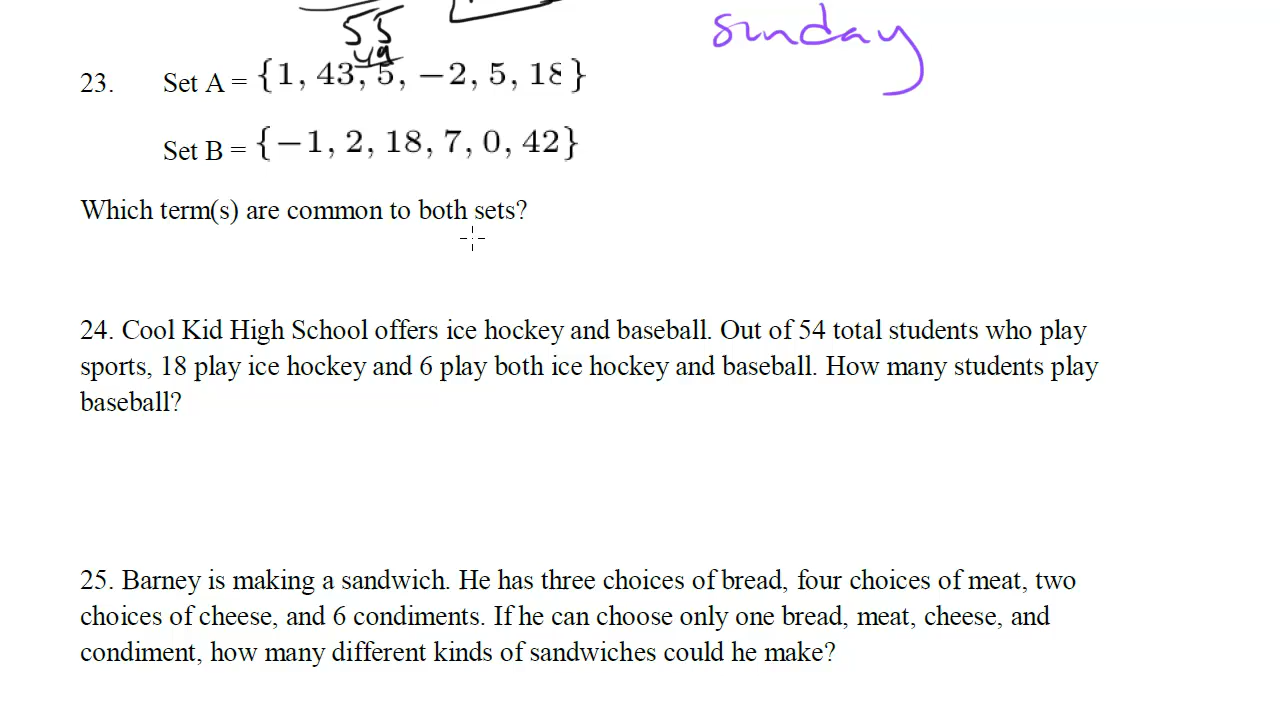 55
sunday
49
23. Set A = {1, 43, 5, −2, 5, 18}
Set B = {−1, 2, 18, 7, 0, 42}
Which term(s) are common to both sets?
24. Cool Kid High School offers ice hockey and baseball. Out of 54 total students who play
sports, 18 play ice hockey and 6 play both ice hockey and baseball. How many students play
baseball?
25. Barney is making a sandwich. He has three choices of bread, four choices of meat, two
choices of cheese, and 6 condiments. If he can choose only one bread, meat, cheese, and
condiment, how many different kinds of sandwiches could he make?